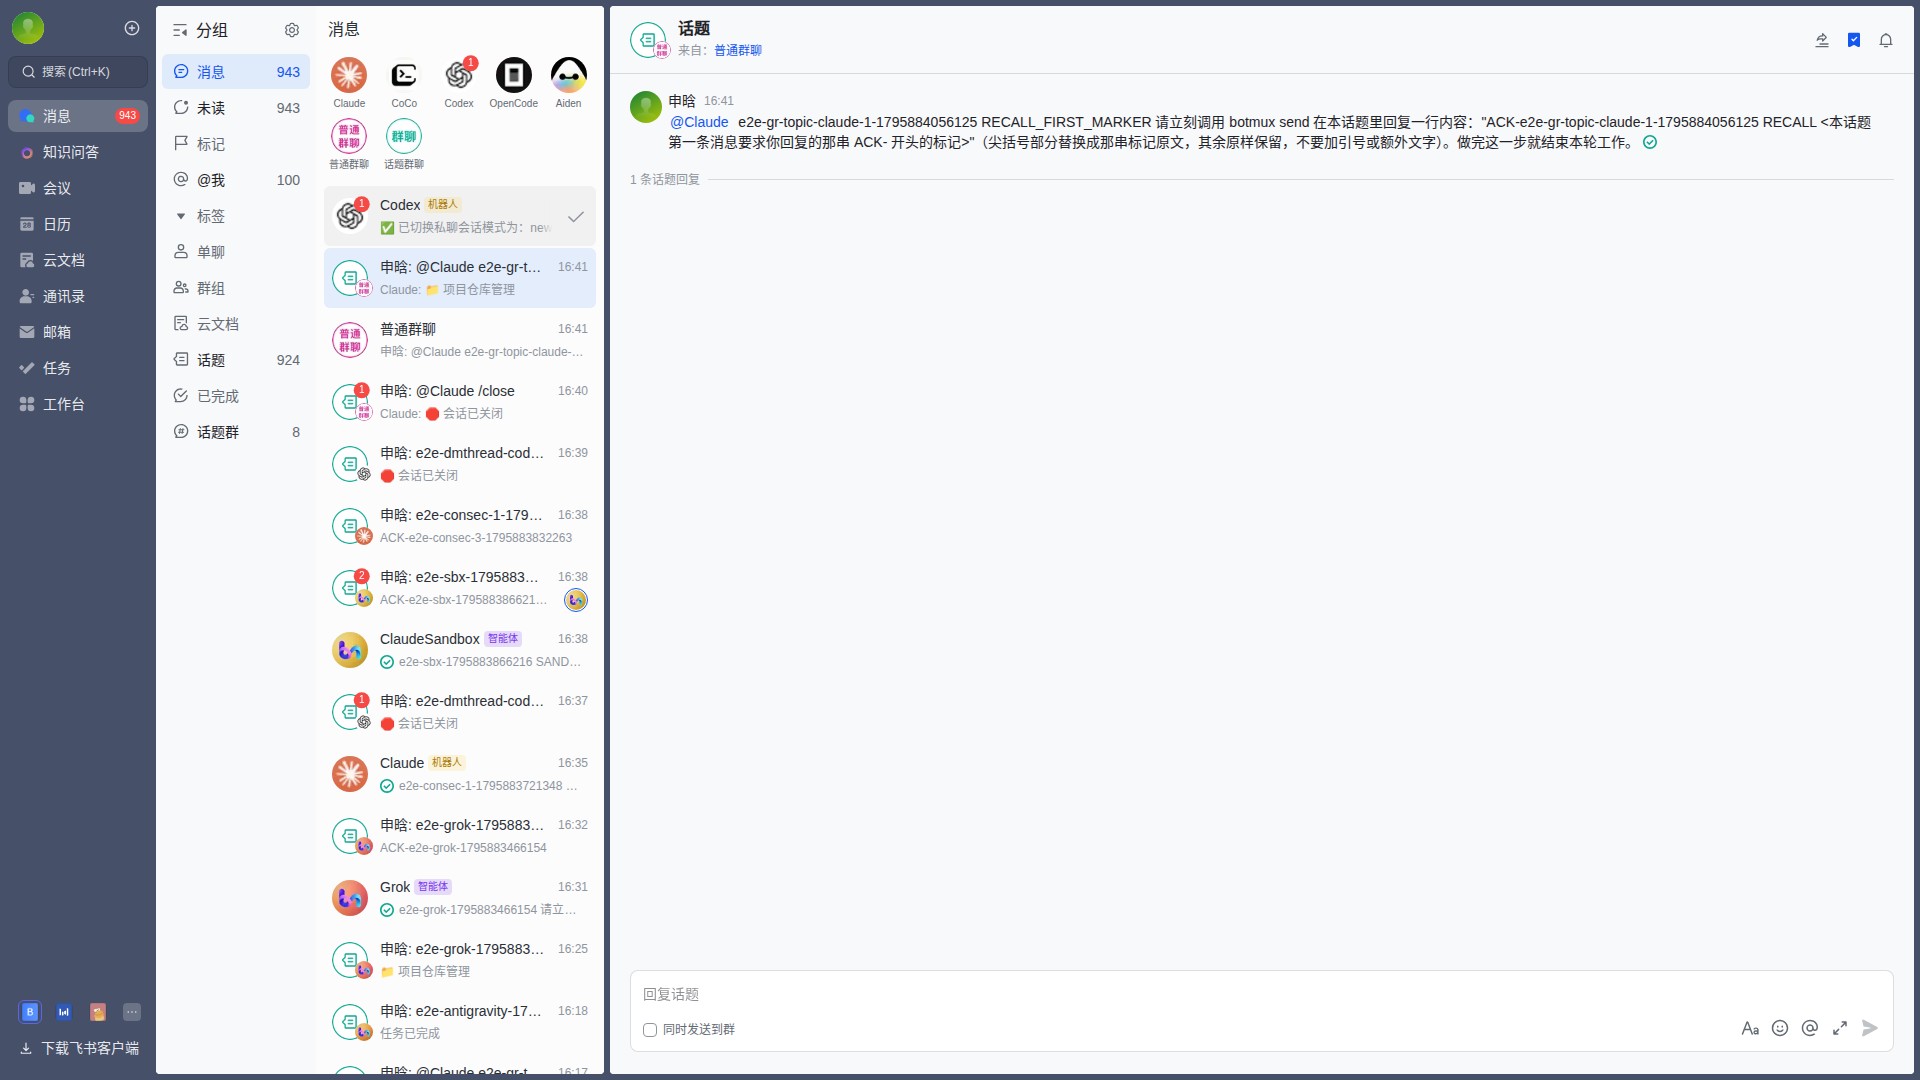 搜索 (Ctrl+K)
消息 943
知识问答
会议
日历
云文档
通讯录
邮箱
任务
工作台
下载飞书客户端
分组
消息 943
未读 943
标记
@我 100
标签
单聊
群组
云文档
话题 924
已完成
话题群 8
消息
1
Claude CoCo Codex OpenCode Aiden
普通
群聊
群聊
普通群聊 话题群聊
1
Codex 机器人
✅ 已切换私聊会话模式为：new
申晗: @Claude e2e-gr-t... 16:41
Claude: 📁 项目仓库管理
普通群聊 16:41
申晗: @Claude e2e-gr-topic-claude-...
1
申晗: @Claude /close 16:40
Claude: 🛑 会话已关闭
申晗: e2e-dmthread-cod... 16:39
🛑 会话已关闭
申晗: e2e-consec-1-179... 16:38
ACK-e2e-consec-3-1795883832263
2
申晗: e2e-sbx-1795883... 16:38
ACK-e2e-sbx-179588386621...
ClaudeSandbox 智能体 16:38
e2e-sbx-1795883866216 SAND...
1
申晗: e2e-dmthread-cod... 16:37
🛑 会话已关闭
Claude 机器人 16:35
e2e-consec-1-1795883721348 ...
申晗: e2e-grok-1795883... 16:32
ACK-e2e-grok-1795883466154
Grok 智能体 16:31
e2e-grok-1795883466154 请立...
申晗: e2e-grok-1795883... 16:25
📁 项目仓库管理
申晗: e2e-antigravity-17... 16:18
任务已完成
申晗: @Claude e2e-gr-t... 16:17
话题
来自：普通群聊
申晗 16:41
@Claude e2e-gr-topic-claude-1-1795884056125 RECALL_FIRST_MARKER 请立刻调用 botmux send 在本话题里回复一行内容："ACK-e2e-gr-topic-claude-1-1795884056125 RECALL <本话题
第一条消息要求你回复的那串 ACK- 开头的标记>"（尖括号部分替换成那串标记原文，其余原样保留，不要加引号或额外文字）。做完这一步就结束本轮工作。
1 条话题回复
回复话题
同时发送到群